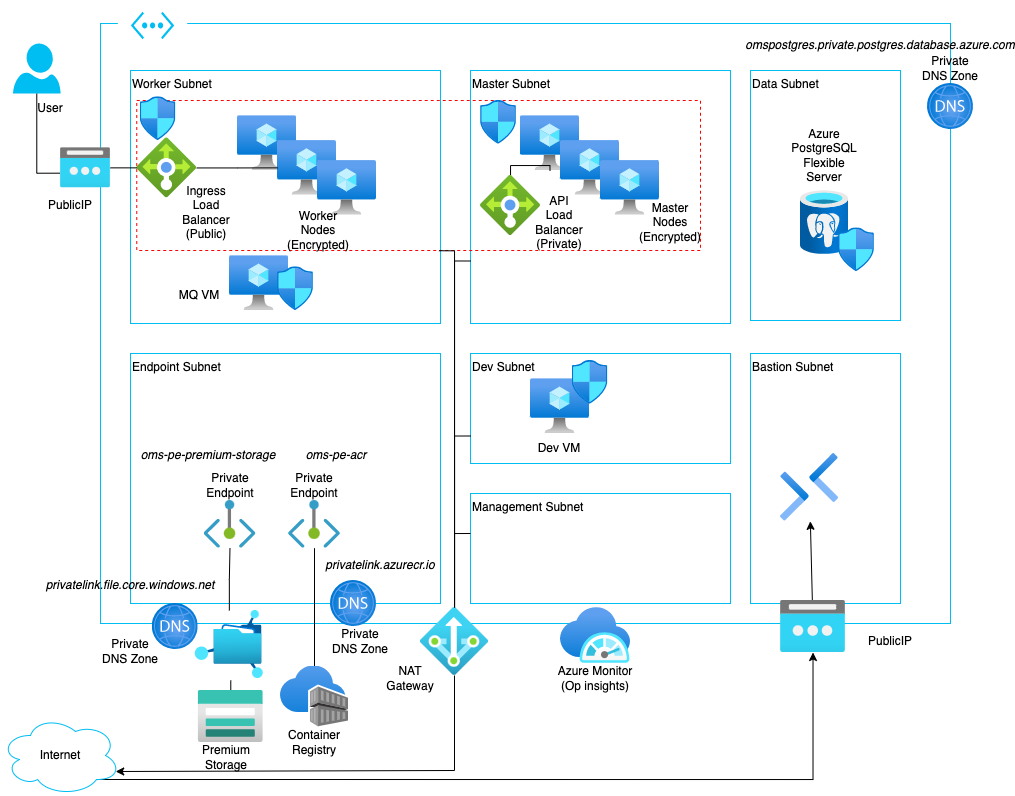 omspostgres.private.postgres.database.azure.com
Private
DNS Zone
DNS
User
PublicIP
Worker Subnet
Ingress
Load
Balancer
(Public)
Worker
Nodes
(Encrypted)
MQ VM
Master Subnet
API
Load
Balancer
(Private)
Master
Nodes
(Encrypted)
Data Subnet
Azure
PostgreSQL
Flexible
Server
Endpoint Subnet
oms-pe-premium-storage
Private
Endpoint
oms-pe-acr
Private
Endpoint
privatelink.file.core.windows.net
DNS
Private
DNS Zone
privatelink.azurecr.io
DNS
Private
DNS Zone
Dev Subnet
Dev VM
Management Subnet
Bastion Subnet
PublicIP
NAT
Gateway
Azure Monitor
(Op insights)
Premium
Storage
Container
Registry
Internet